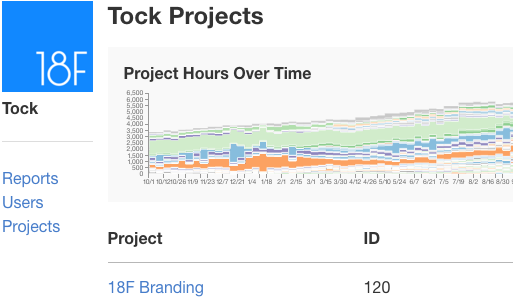 18F
Tock
Reports
Users
Projects
Tock Projects
Project Hours Over Time
6,500
6,000
5,500
5,000
4,500
4,000
3,500
3,000
2,500
2,000
1,500
1,000
500
0
10/1 10/12 10/26 11/9 11/23 12/7 12/21 1/4 1/18 2/1 2/15 3/1 3/15 3/30 4/12 4/26 5/10 5/24 6/7 6/21 7/5 7/19 8/2 8/16 8/30
Project ID
18F Branding 120